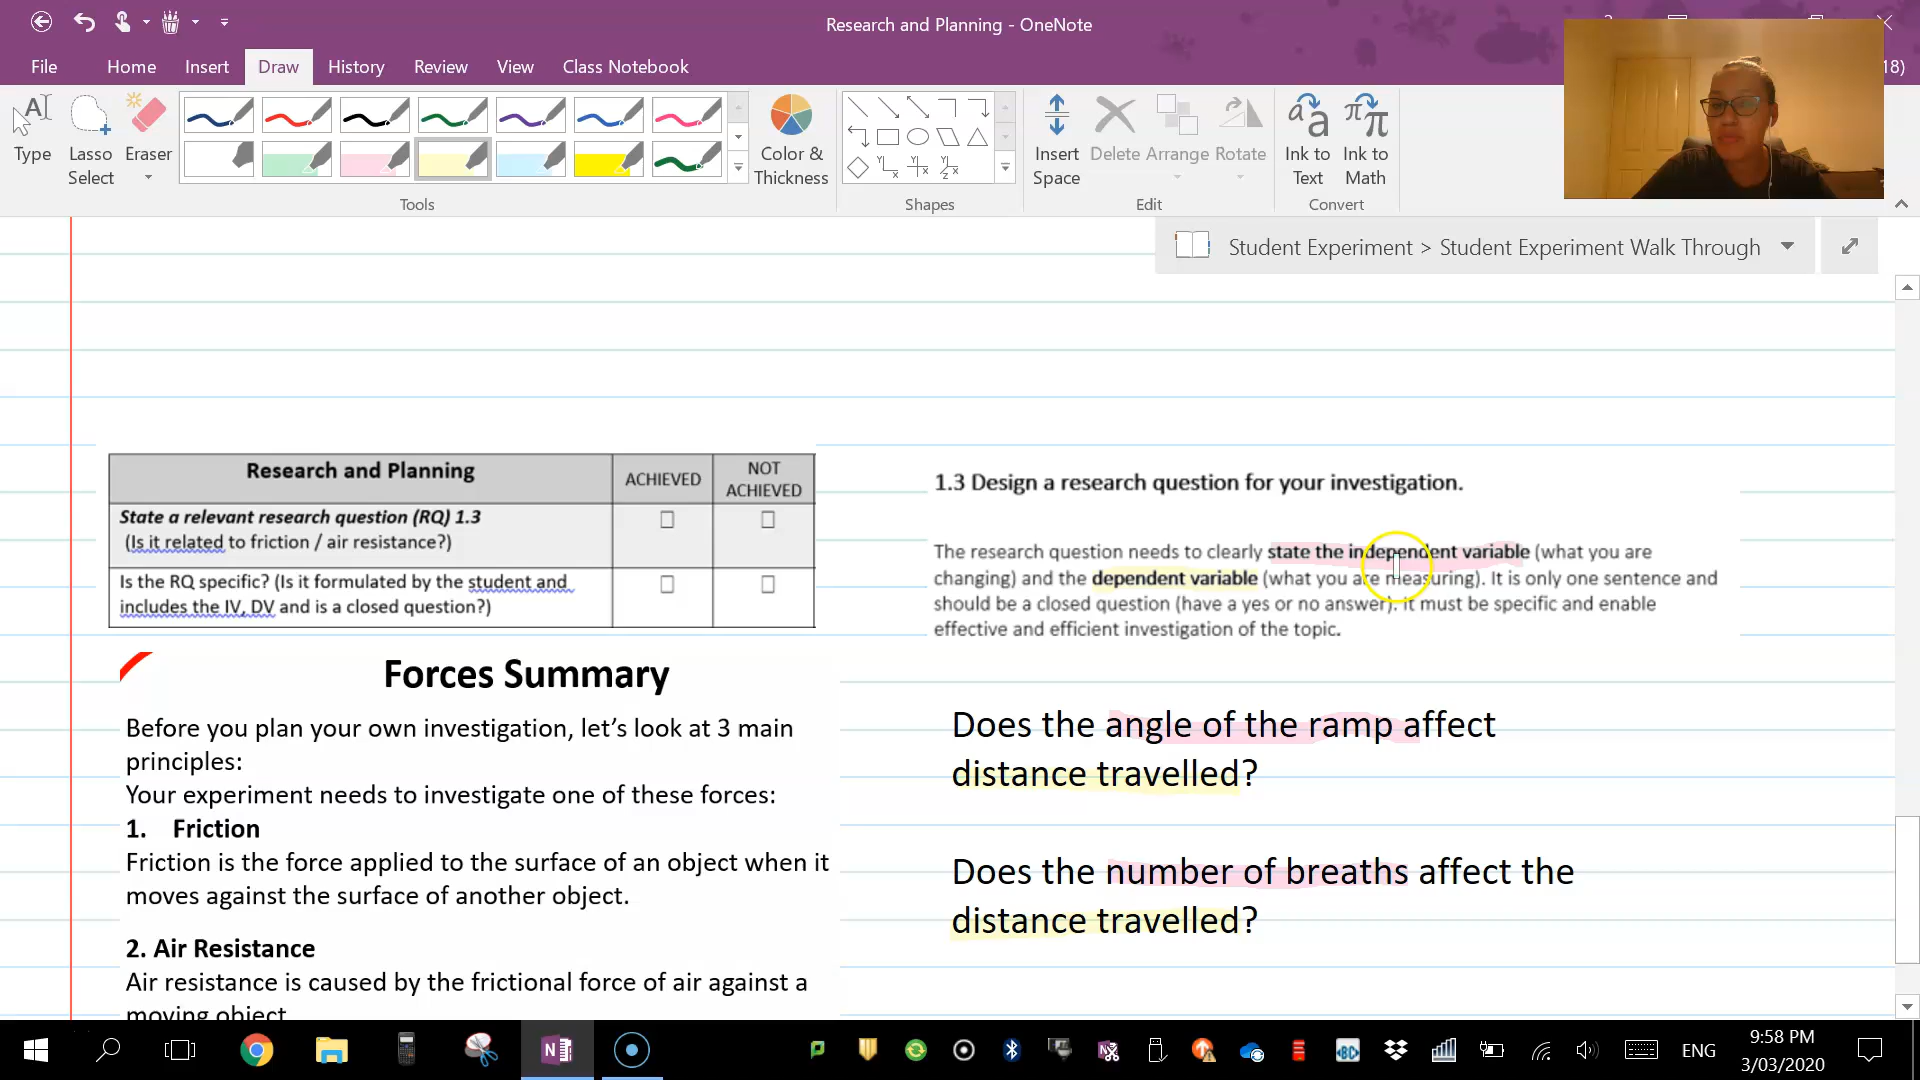 Research and Planning - OneNote
18)
File Home Insert Draw History Review View Class Notebook
Type
Lasso Select
Eraser
Color & Thickness
Insert Space
Delete Arrange Rotate
Ink to Text
Ink to Math
Tools
Shapes
Edit
Convert
Student Experiment > Student Experiment Walk Through
Research and Planning ACHIEVED NOT ACHIEVED
State a relevant research question (RQ) 1.3
(Is it related to friction / air resistance?)
Is the RQ specific? (Is it formulated by the student and
includes the IV, DV and is a closed question?)
1.3 Design a research question for your investigation.
The research question needs to clearly state the independent variable (what you are
changing) and the dependent variable (what you are measuring). It is only one sentence and
should be a closed question (have a yes or no answer). It must be specific and enable
effective and efficient investigation of the topic.
Forces Summary
Before you plan your own investigation, let's look at 3 main
principles:
Your experiment needs to investigate one of these forces:
1. Friction
Friction is the force applied to the surface of an object when it
moves against the surface of another object.
2. Air Resistance
Air resistance is caused by the frictional force of air against a
moving object
Does the angle of the ramp affect
distance travelled?
Does the number of breaths affect the
distance travelled?
ENG
9:58 PM
3/03/2020